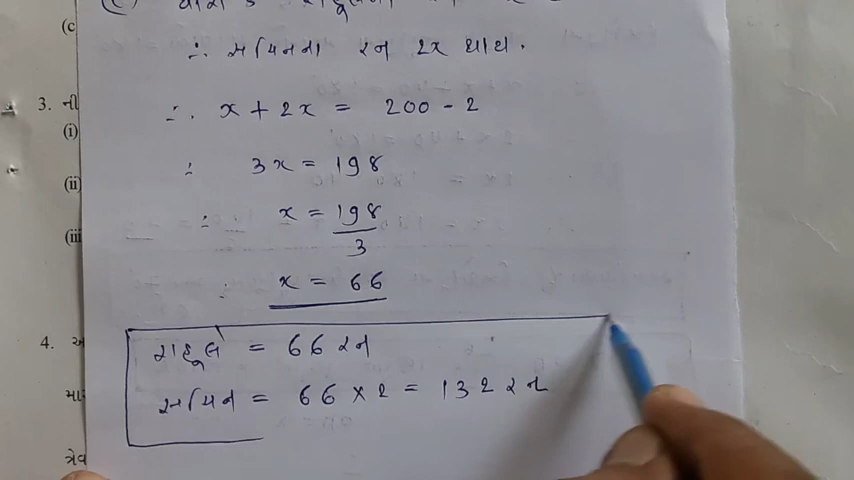 (c
∴ સચિનના રન 2x થાય.
3. ની
∴ x + 2x = 200 - 2
(i)
∴ 3x = 198
(ii)
∴ x = 198
3
(iii
∴ x = 66
4. અ
રાહૂલ = 66 રન
મા
સચિન = 66 × 2 = 132 રન
ત્રેવ